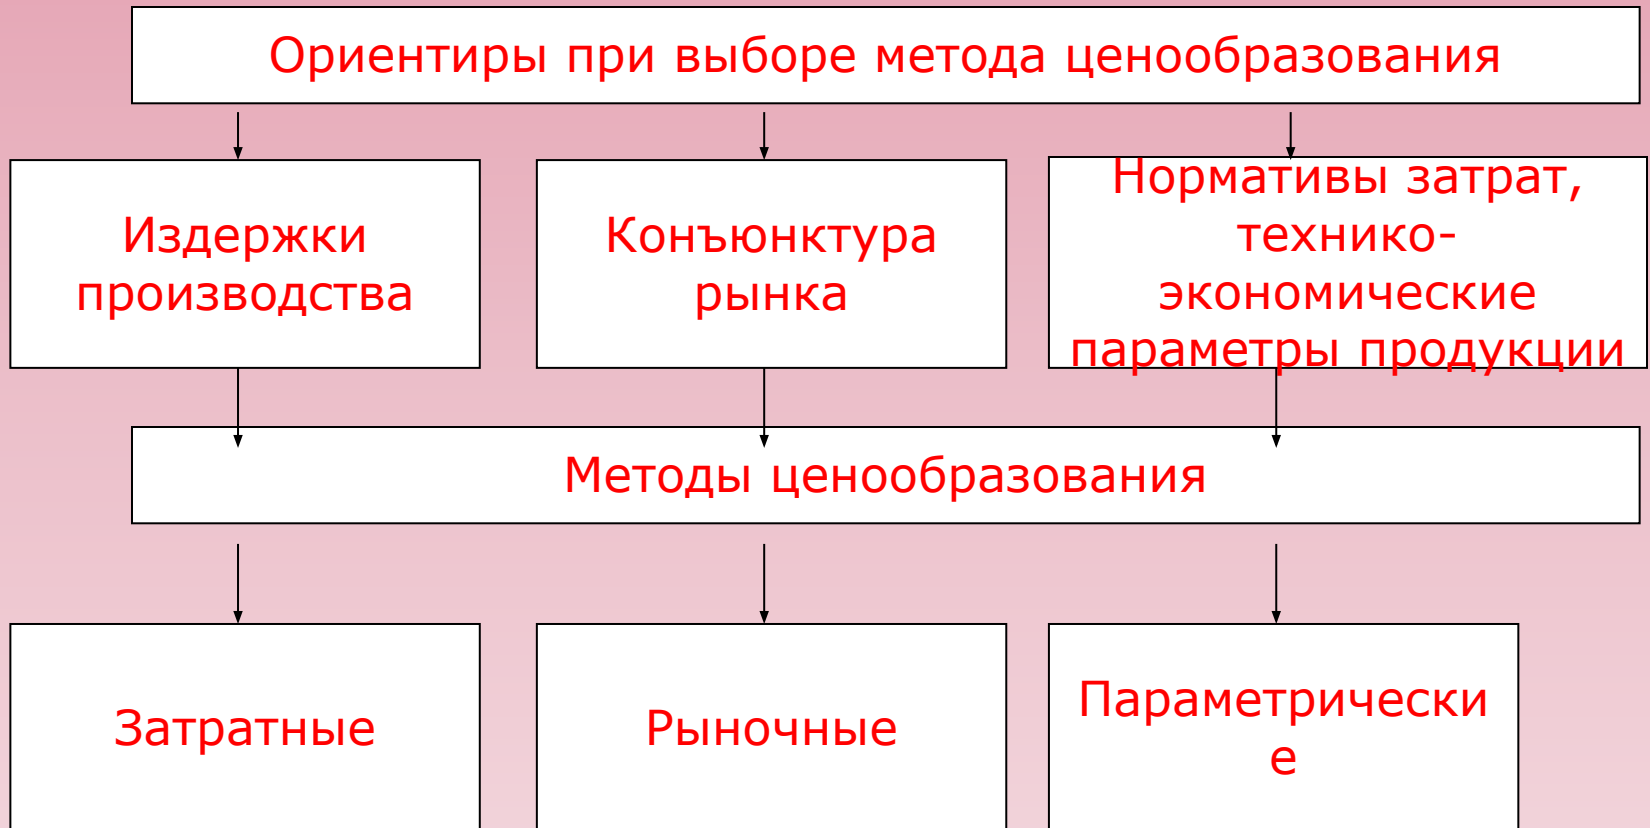 Ориентиры при выборе метода ценообразования
Издержки
производства
Конъюнктура
рынка
Нормативы затрат,
технико-
экономические
параметры продукции
Методы ценообразования
Затратные
Рыночные
Параметрически
е